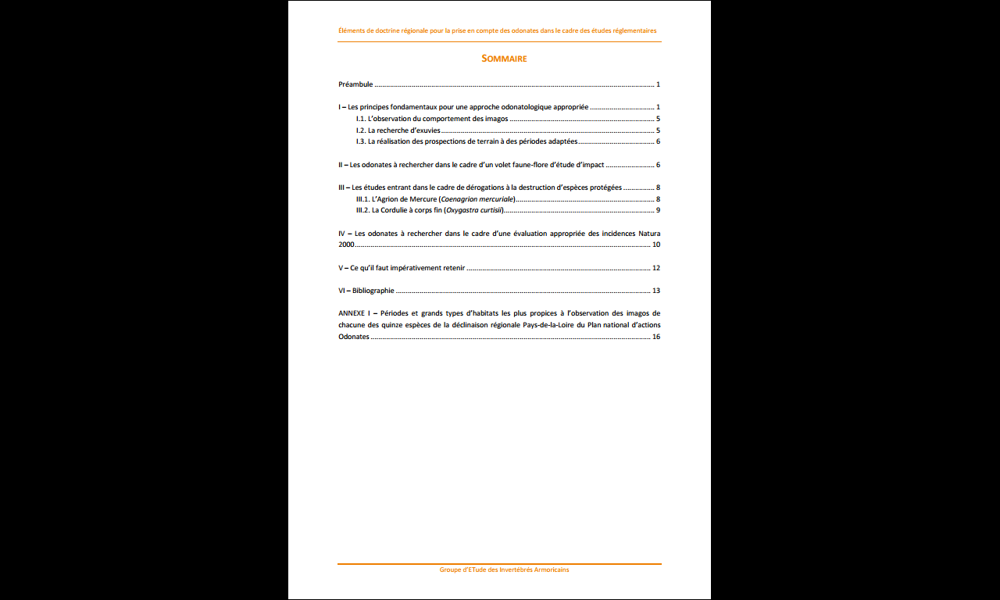 Éléments de doctrine régionale pour la prise en compte des odonates dans le cadre des études réglementaires
SOMMAIRE
Préambule ................................................................ 1
I – Les principes fondamentaux pour une approche odonatologique appropriée ................................. 1
I.1. L’observation du comportement des imagos ................................................................ 5
I.2. La recherche d’exuvies................................................................ 5
I.3. La réalisation des prospections de terrain à des périodes adaptées....................................... 6
II – Les odonates à rechercher dans le cadre d’un volet faune-flore d’étude d’impact ......................... 6
III – Les études entrant dans le cadre de dérogations à la destruction d’espèces protégées ................ 8
III.1. L’Agrion de Mercure (Coenagrion mercuriale)................................................................ 8
III.2. La Cordulie à corps fin (Oxygastra curtisii)................................................................ 9
IV – Les odonates à rechercher dans le cadre d’une évaluation appropriée des incidences Natura
2000................................................................ 10
V – Ce qu’il faut impérativement retenir ................................................................ 12
VI – Bibliographie ................................................................ 13
ANNEXE I – Périodes et grands types d’habitats les plus propices à l’observation des imagos de
chacune des quinze espèces de la déclinaison régionale Pays-de-la-Loire du Plan national d’actions
Odonates ................................................................ 16
Groupe d’ETude des Invertébrés Armoricains